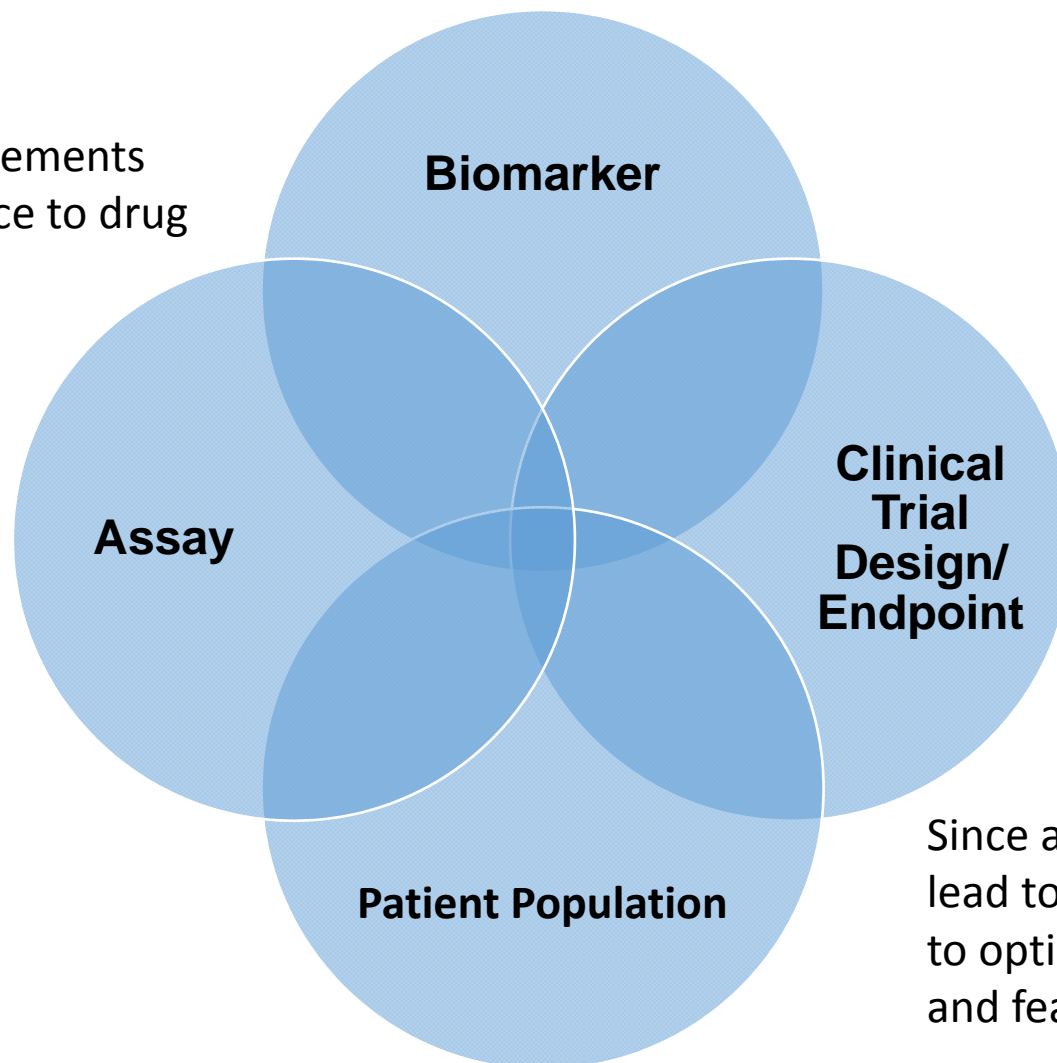 Biomarker
ements
ce to drug
Assay
Clinical
Trial
Design/
Endpoint
Patient Population
Since a
lead to
to opti
and fea